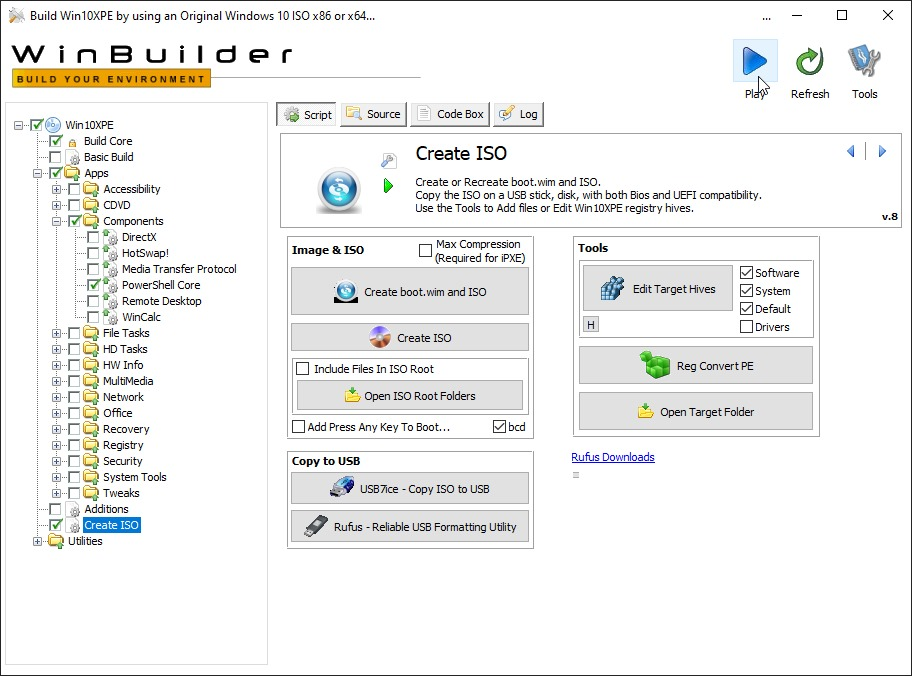 Build Win10XPE by using an Original Windows 10 ISO x86 or x64...
...
WinBuilder
BUILD YOUR ENVIRONMENT
Play
Refresh
Tools
Win10XPE
Build Core
Basic Build
Apps
Accessibility
CDVD
Components
DirectX
HotSwap!
Media Transfer Protocol
PowerShell Core
Remote Desktop
WinCalc
File Tasks
HD Tasks
HW Info
MultiMedia
Network
Office
Recovery
Registry
Security
System Tools
Tweaks
Additions
Create ISO
Utilities
Script
Source
Code Box
Log
Create ISO
Create or Recreate boot.wim and ISO.
Copy the ISO on a USB stick, disk, with both Bios and UEFI compatibility.
Use the Tools to Add files or Edit Win10XPE registry hives.
v.8
Image & ISO
Max Compression
(Required for iPXE)
Create boot.wim and ISO
Create ISO
Include Files In ISO Root
Open ISO Root Folders
Add Press Any Key To Boot...
bcd
Copy to USB
USB7ice - Copy ISO to USB
Rufus - Reliable USB Formatting Utility
Tools
Edit Target Hives
Software
System
Default
Drivers
H
Reg Convert PE
Open Target Folder
Rufus Downloads